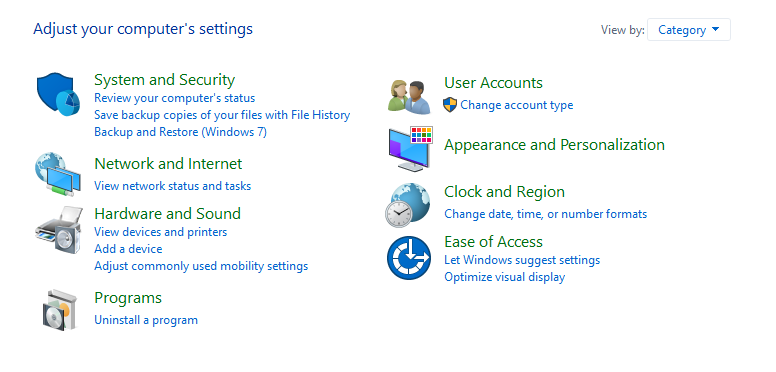 Adjust your computer's settings
View by: Category
System and Security
Review your computer's status
Save backup copies of your files with File History
Backup and Restore (Windows 7)
Network and Internet
View network status and tasks
Hardware and Sound
View devices and printers
Add a device
Adjust commonly used mobility settings
Programs
Uninstall a program
User Accounts
Change account type
Appearance and Personalization
Clock and Region
Change date, time, or number formats
Ease of Access
Let Windows suggest settings
Optimize visual display